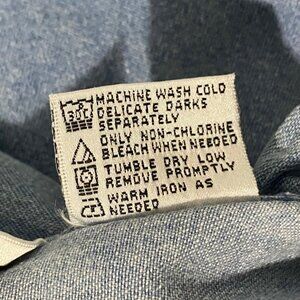 MACHINE WASH COLD
30°C DELICATE DARKS
SEPARATELY
ONLY NON-CHLORINE
BLEACH WHEN NEEDED
TUMBLE DRY LOW
REMOVE PROMPTLY
WARM IRON AS
NEEDED